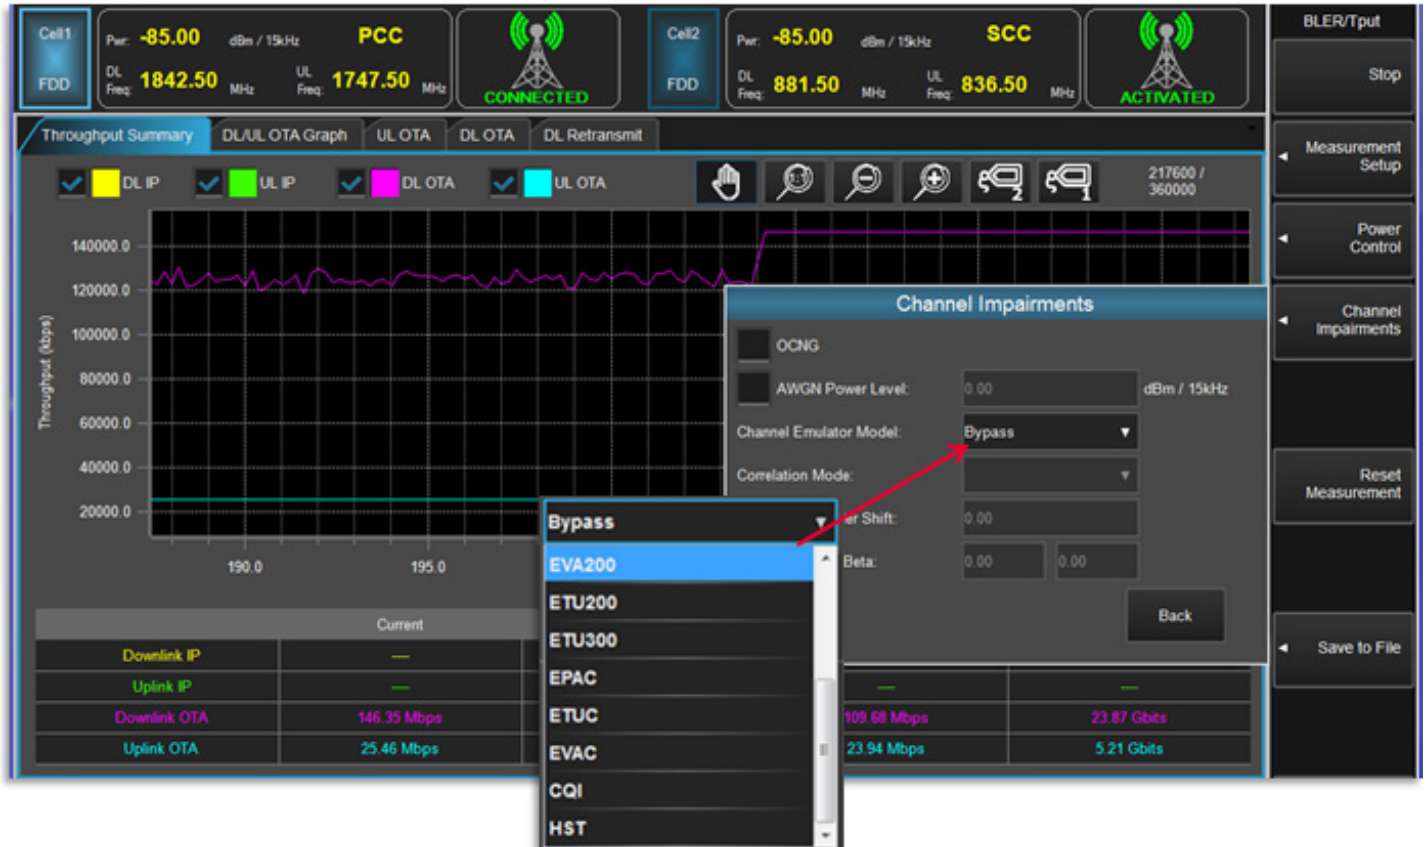 Cell1
FDD
Pwr: -85.00 dBm / 15kHz PCC
DL Freq: 1842.50 MHz UL Freq: 1747.50 MHz
CONNECTED
Cell2
FDD
Pwr: -85.00 dBm / 15kHz SCC
DL Freq: 881.50 MHz UL Freq: 836.50 MHz
ACTIVATED
BLER/Tput
Stop
Measurement
Setup
Power
Control
Channel
Impairments
Reset
Measurement
Save to File
Throughput Summary DL/UL OTA Graph UL OTA DL OTA DL Retransmit
DL IP UL IP DL OTA UL OTA
1:1
2
1
217600 /
360000
Throughput (kbps)
140000.0
120000.0
100000.0
80000.0
60000.0
40000.0
20000.0
190.0 195.0
Channel Impairments
OCNG
AWGN Power Level: 0.00 dBm / 15kHz
Channel Emulator Model: Bypass
Correlation Mode:
er Shift: 0.00
Beta: 0.00 0.00
Back
Bypass
EVA200
ETU200
ETU300
EPAC
ETUC
EVAC
CQI
HST
Current
Downlink IP ---- ---- ----
Uplink IP ---- ---- ----
Downlink OTA 146.35 Mbps 109.68 Mbps 23.87 Gbits
Uplink OTA 25.46 Mbps 23.94 Mbps 5.21 Gbits